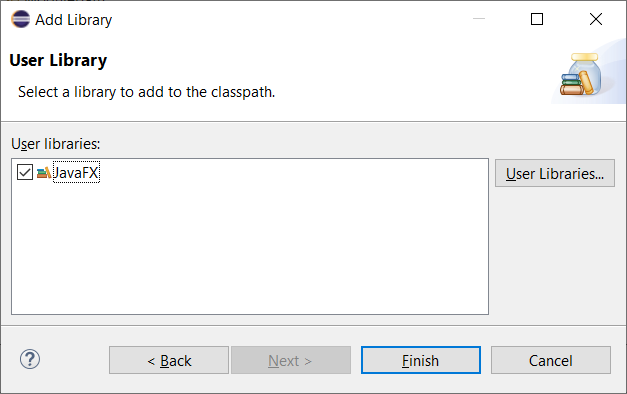 Add Library
User Library
Select a library to add to the classpath.
User libraries:
JavaFX
User Libraries...
?
< Back
Next >
Finish
Cancel